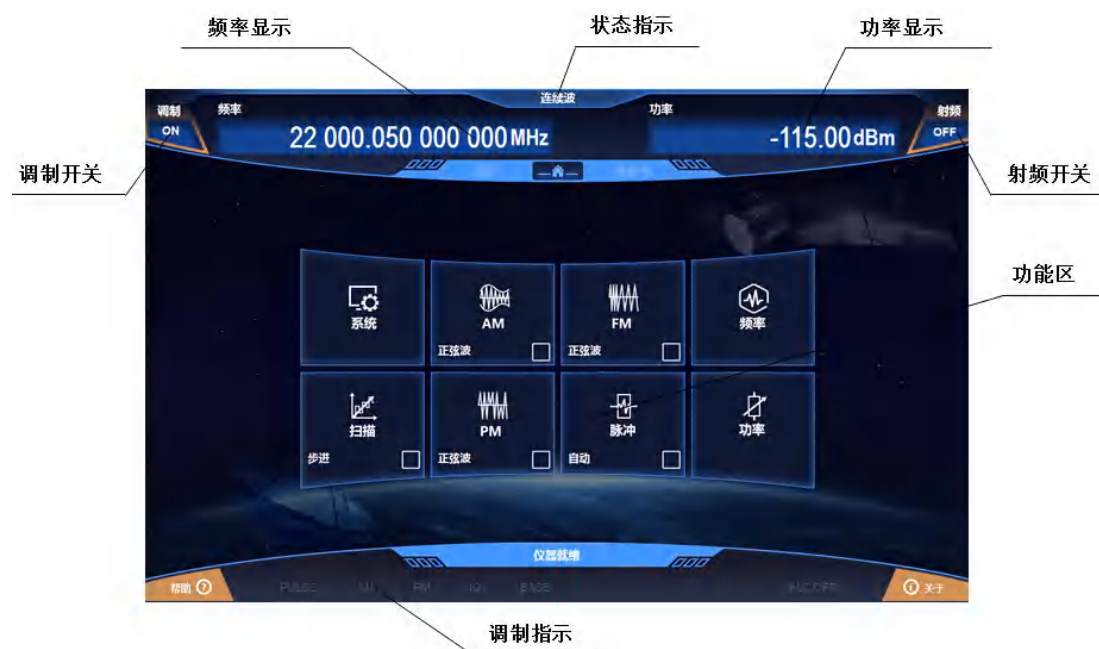 频率显示
状态指示
功率显示
连续波
调制
频率
功率
射频
ON
22 000.050 000 000 MHz
-115.00 dBm
OFF
调制开关
射频开关
功能区
系统
AM
FM
频率
正弦波
正弦波
扫描
PM
脉冲
功率
步进
正弦波
自动
仪器就绪
帮助
PULSE
PM
IQ
BASE
关于
调制指示